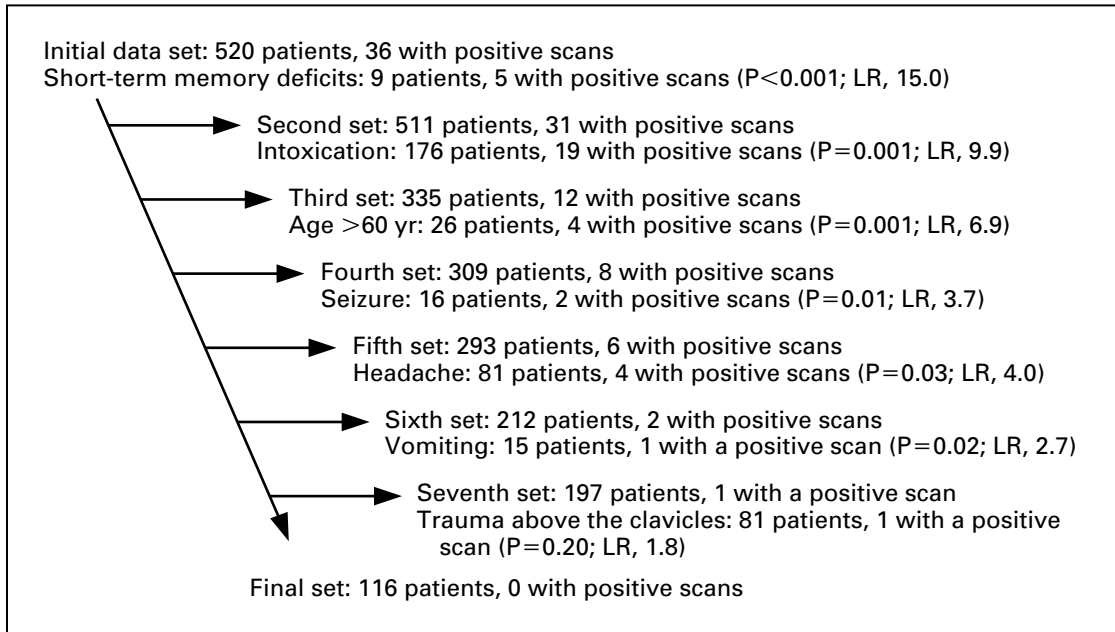 Initial data set: 520 patients, 36 with positive scans
Short-term memory deficits: 9 patients, 5 with positive scans (P<0.001; LR, 15.0)
Second set: 511 patients, 31 with positive scans
Intoxication: 176 patients, 19 with positive scans (P=0.001; LR, 9.9)
Third set: 335 patients, 12 with positive scans
Age >60 yr: 26 patients, 4 with positive scans (P=0.001; LR, 6.9)
Fourth set: 309 patients, 8 with positive scans
Seizure: 16 patients, 2 with positive scans (P=0.01; LR, 3.7)
Fifth set: 293 patients, 6 with positive scans
Headache: 81 patients, 4 with positive scans (P=0.03; LR, 4.0)
Sixth set: 212 patients, 2 with positive scans
Vomiting: 15 patients, 1 with a positive scan (P=0.02; LR, 2.7)
Seventh set: 197 patients, 1 with a positive scan
Trauma above the clavicles: 81 patients, 1 with a positive
scan (P=0.20; LR, 1.8)
Final set: 116 patients, 0 with positive scans